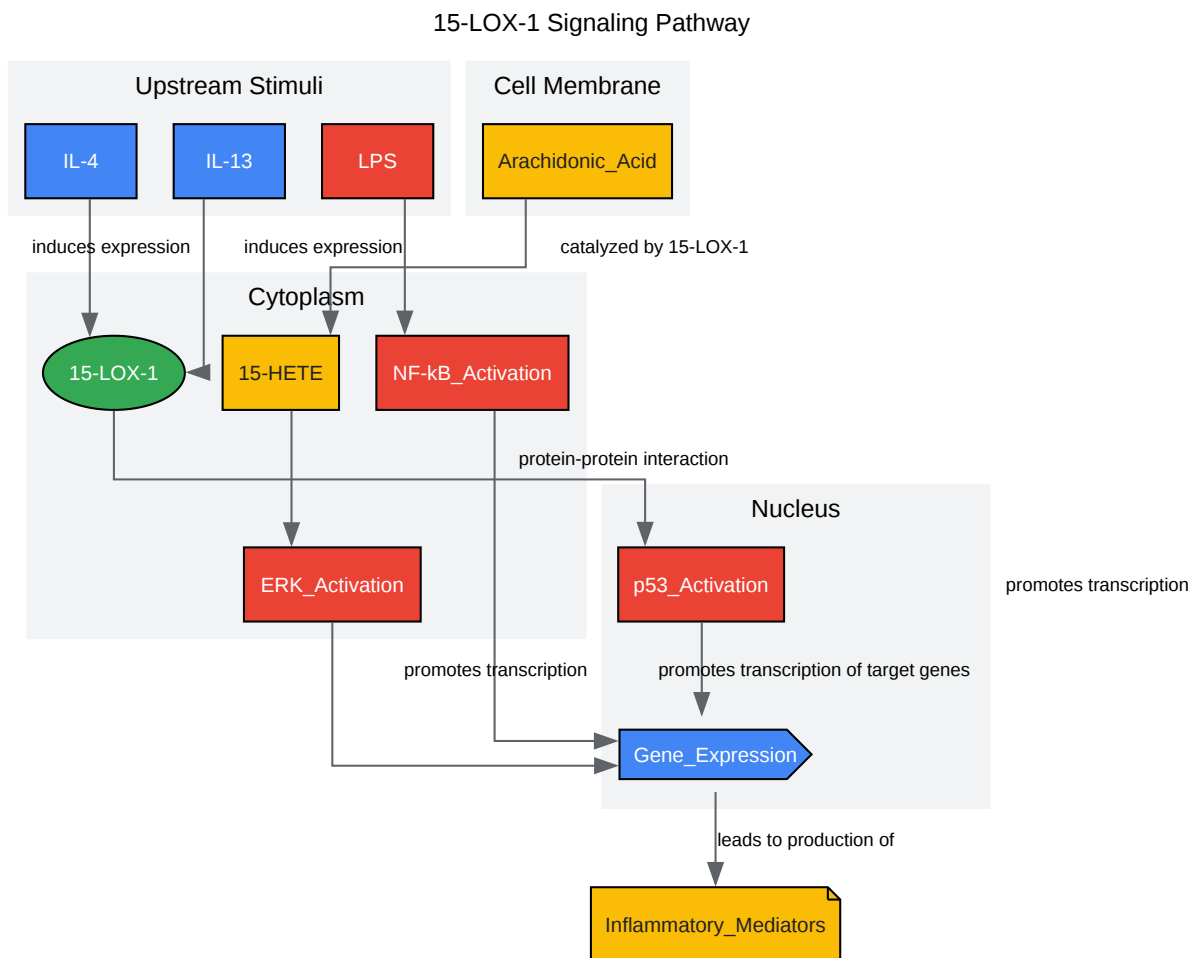 15-LOX-1 Signaling Pathway
Upstream Stimuli
Cell Membrane
IL-4
IL-13
LPS
Arachidonic_Acid
induces expression
induces expression
catalyzed by 15-LOX-1
Cytoplasm
15-LOX-1
15-HETE
NF-kB_Activation
protein-protein interaction
Nucleus
ERK_Activation
p53_Activation
promotes transcription
promotes transcription
promotes transcription of target genes
Gene_Expression
leads to production of
Inflammatory_Mediators